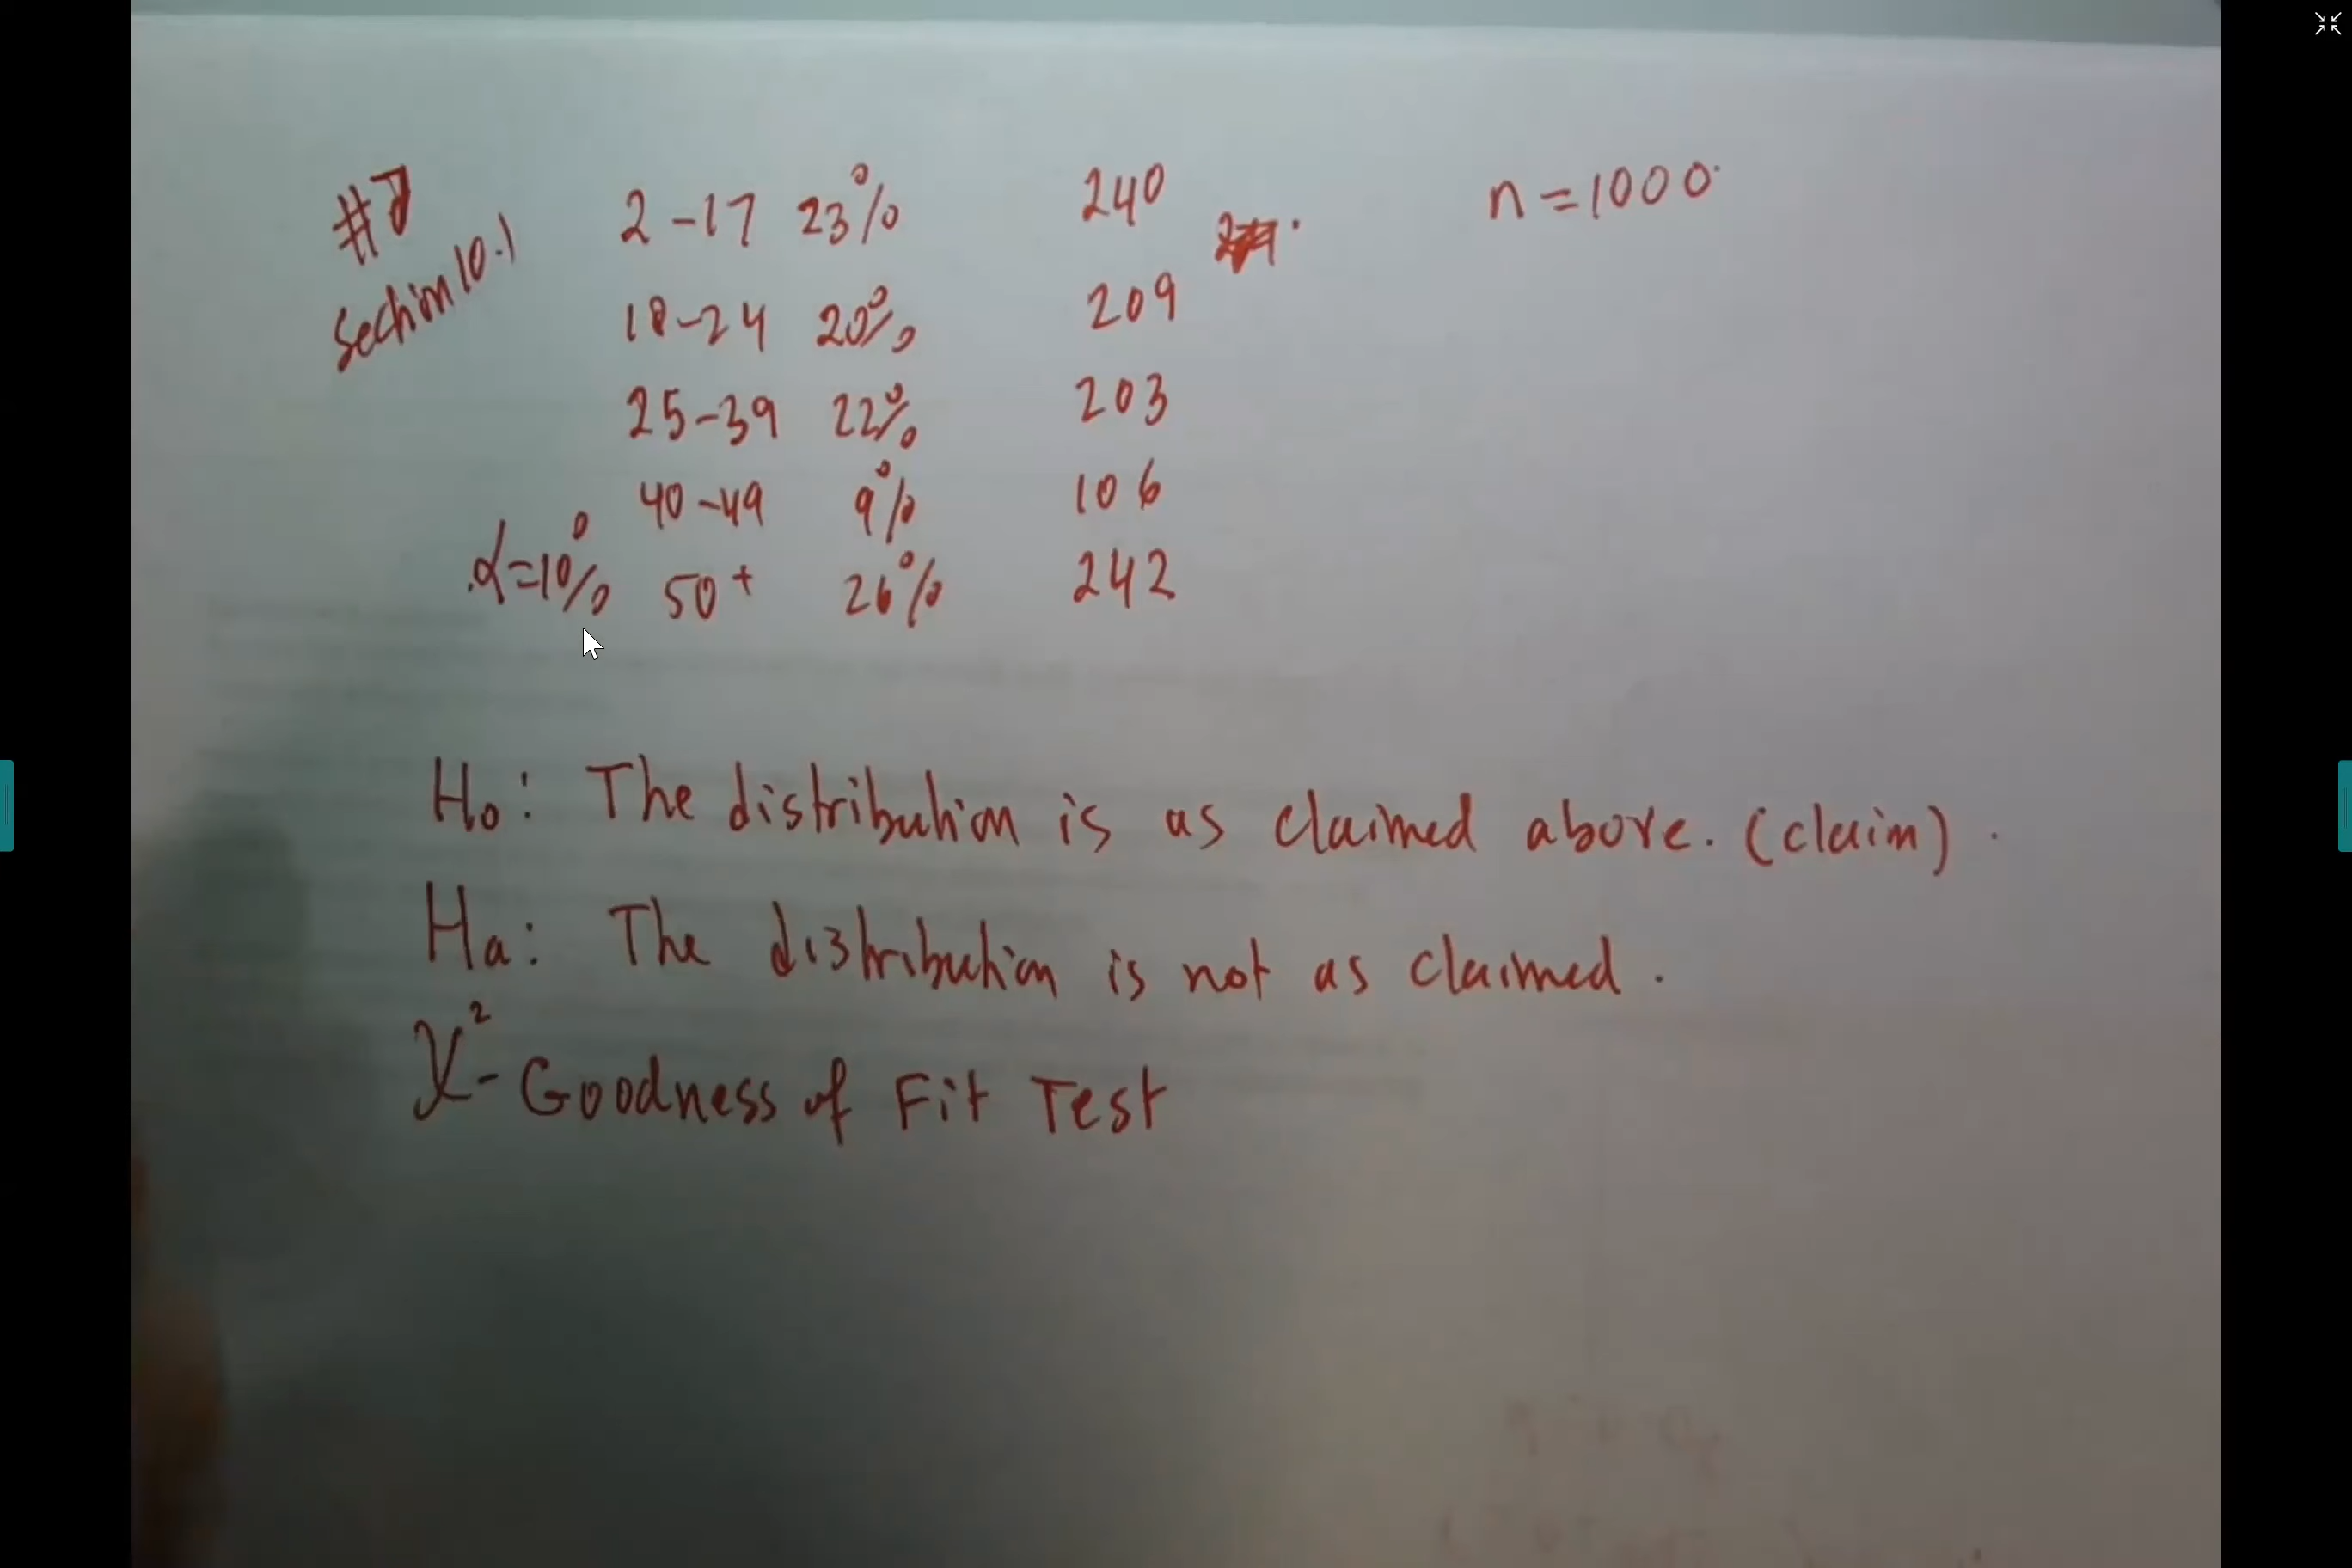 #7 2-17 23% 240 n=1000
Section 10.1 18-24 20% 209
25-39 22% 203
40-49 9% 106
α=10% 50+ 26% 242
Ho: The distribution is as claimed above. (claim).
Ha: The distribution is not as claimed.
χ²- Goodness of Fit Test